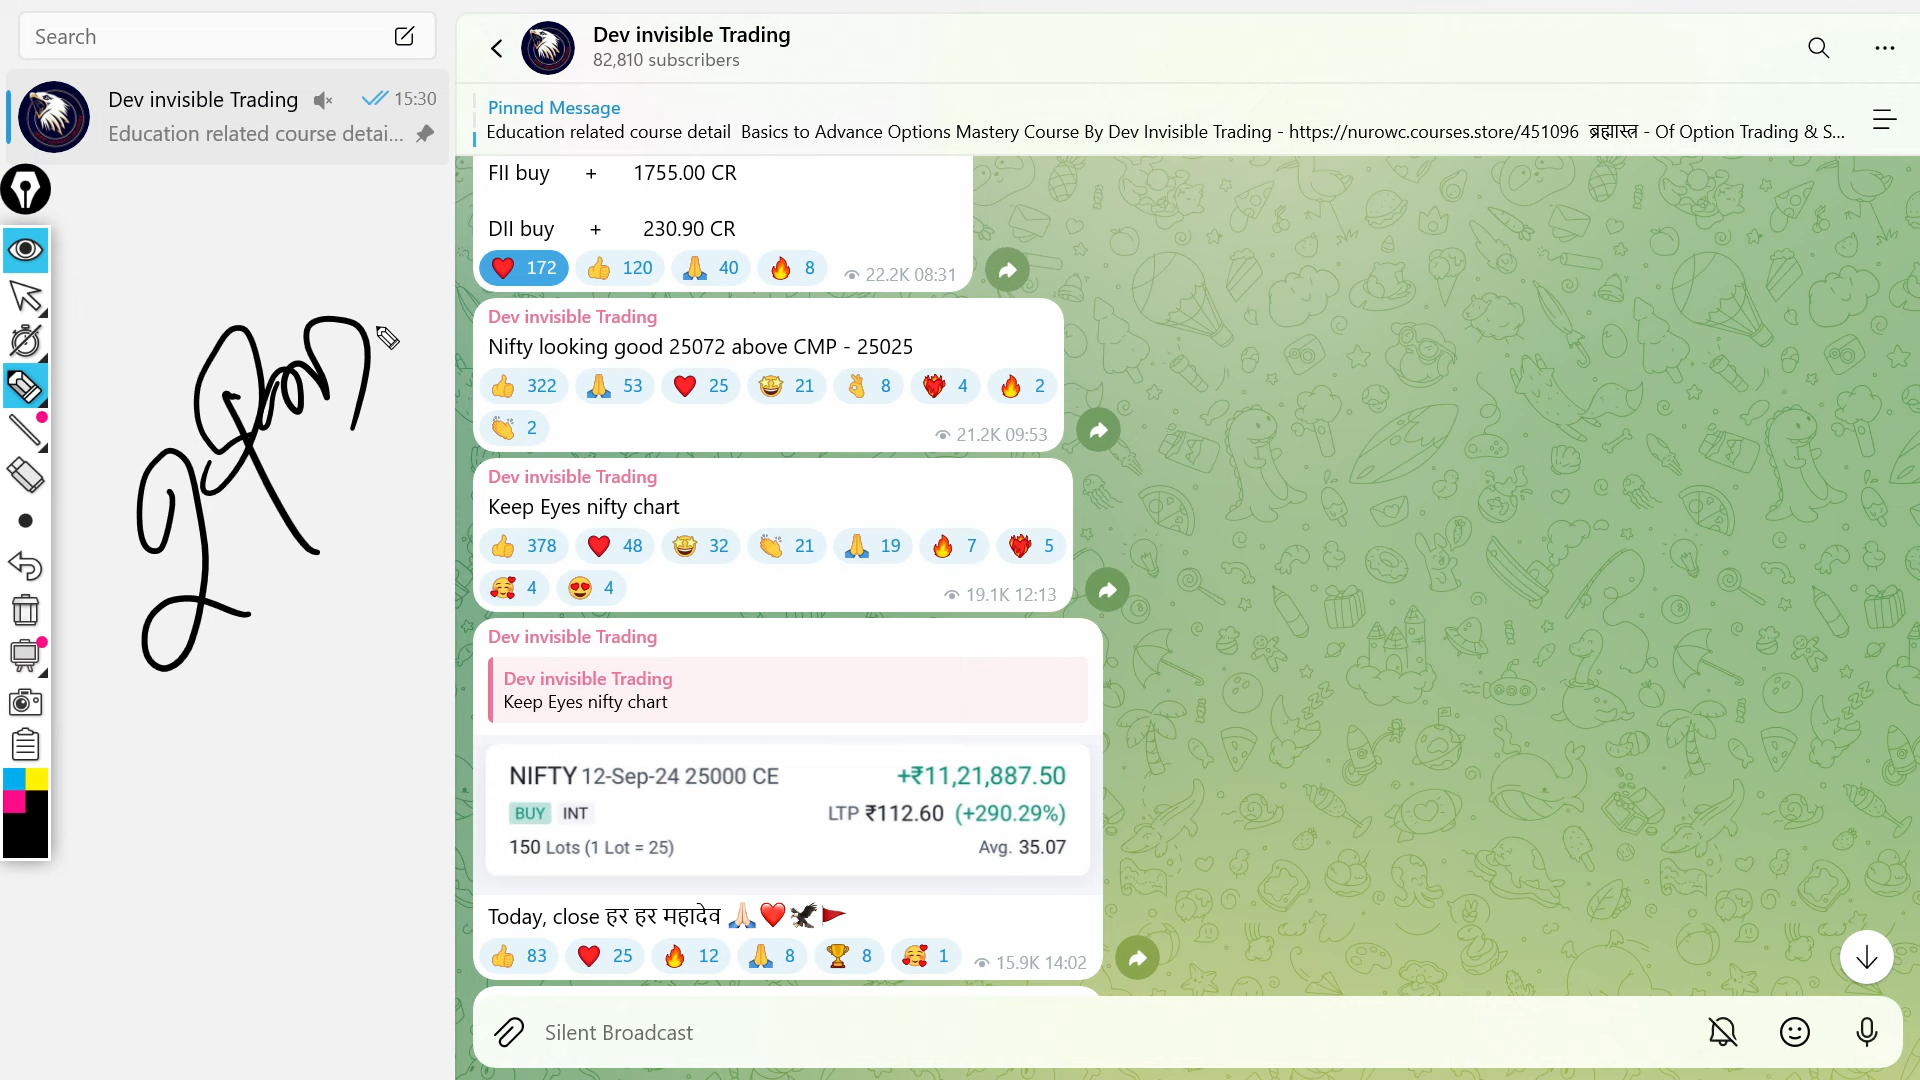 Search
Dev invisible Trading 15:30
Education related course detai...
Dev invisible Trading
82,810 subscribers
Pinned Message
Education related course detail Basics to Advance Options Mastery Course By Dev Invisible Trading - https://nurowc.courses.store/451096 ब्रह्मास्त्र - Of Option Trading & S...
FII buy + 1755.00 CR
DII buy + 230.90 CR
❤️ 172 👍 120 🙏 40 🔥 8 22.2K 08:31
Dev invisible Trading
Nifty looking good 25072 above CMP - 25025
👍 322 🙏 53 ❤️ 25 🤩 21 👌 8 ❤️‍🔥 4 🔥 2
👏 2 21.2K 09:53
Dev invisible Trading
Keep Eyes nifty chart
👍 378 ❤️ 48 🤩 32 👏 21 🙏 19 🔥 7 ❤️‍🔥 5
🥰 4 😍 4 19.1K 12:13
Dev invisible Trading
Dev invisible Trading
Keep Eyes nifty chart
NIFTY 12-Sep-24 25000 CE +₹11,21,887.50
BUY INT LTP ₹112.60 (+290.29%)
150 Lots (1 Lot = 25) Avg. 35.07
Today, close हर हर महादेव 🙏🏻❤️🦅🚩
👍 83 ❤️ 25 🔥 12 🙏 8 🏆 8 🥰 1 15.9K 14:02
Silent Broadcast